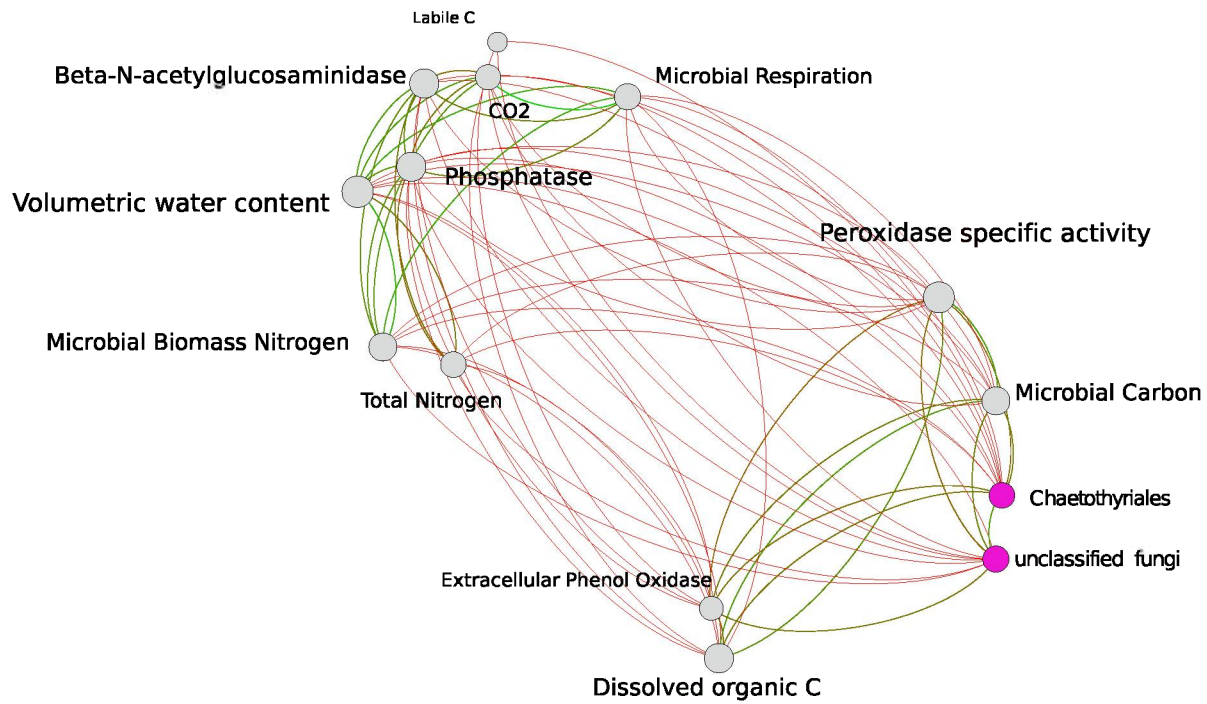 Labile C
Beta-N-acetylglucosaminidase
Microbial Respiration
CO2
Phosphatase
Volumetric water content
Peroxidase specific activity
Microbial Biomass Nitrogen
Total Nitrogen
Microbial Carbon
Chaetothyriales
unclassified fungi
Extracellular Phenol Oxidase
Dissolved organic C